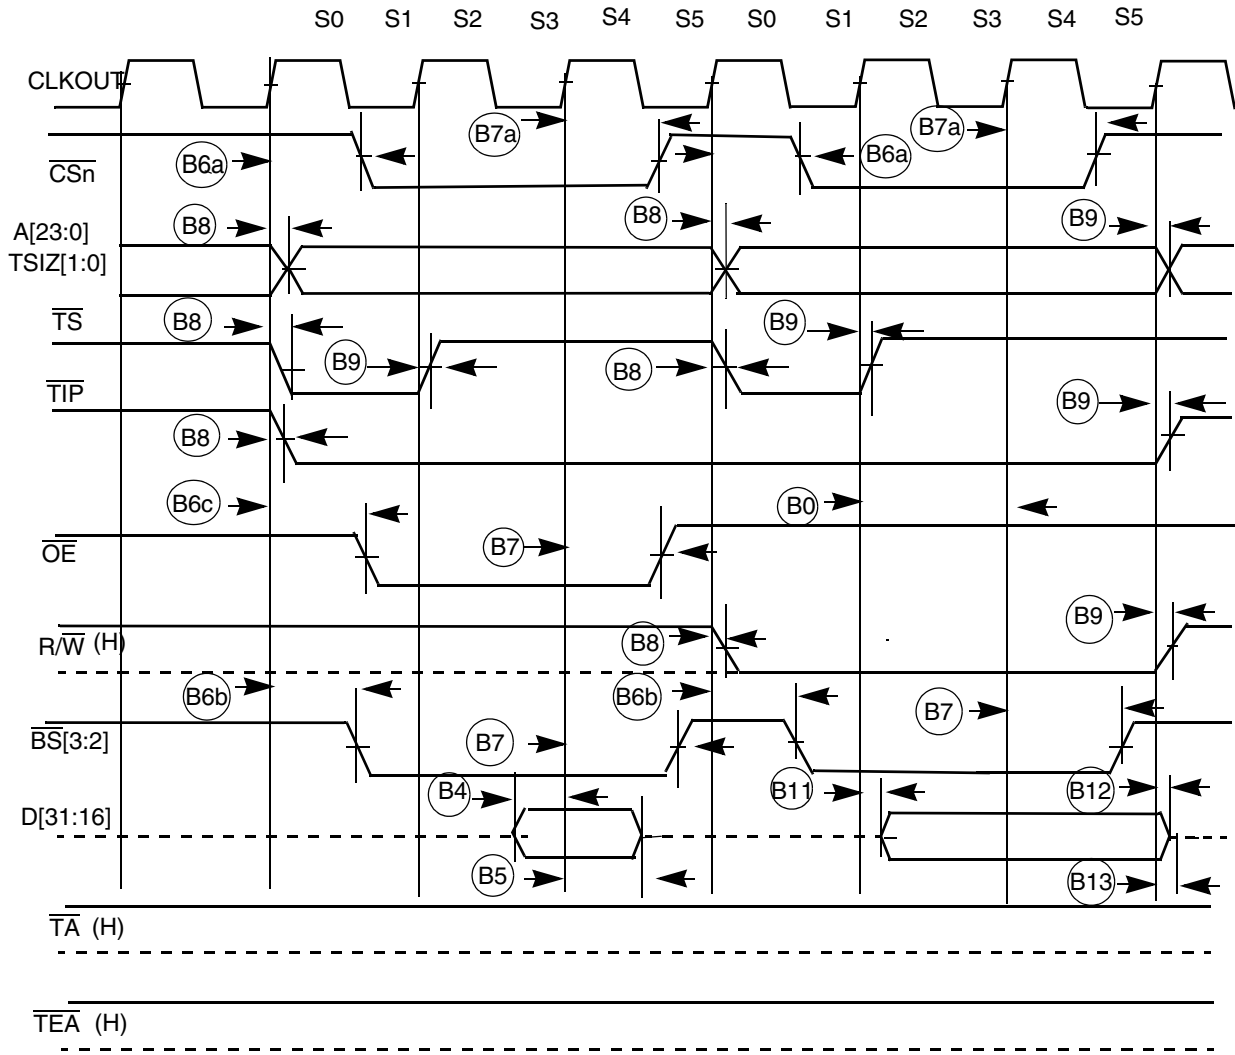 S0 S1 S2 S3 S4 S5 S0 S1 S2 S3 S4 S5
CLKOUT
B7a B7a
CSn B6a B6a
A[23:0] B8 B8 B9
TSIZ[1:0]
TS B8 B9
B9 B8
TIP B9
B8
B6c B0
OE B7
R/W (H) B8 B9
B6b B6b
BS[3:2] B7 B7
B4 B11 B12
D[31:16]
B5 B13
TA (H)
TEA (H)